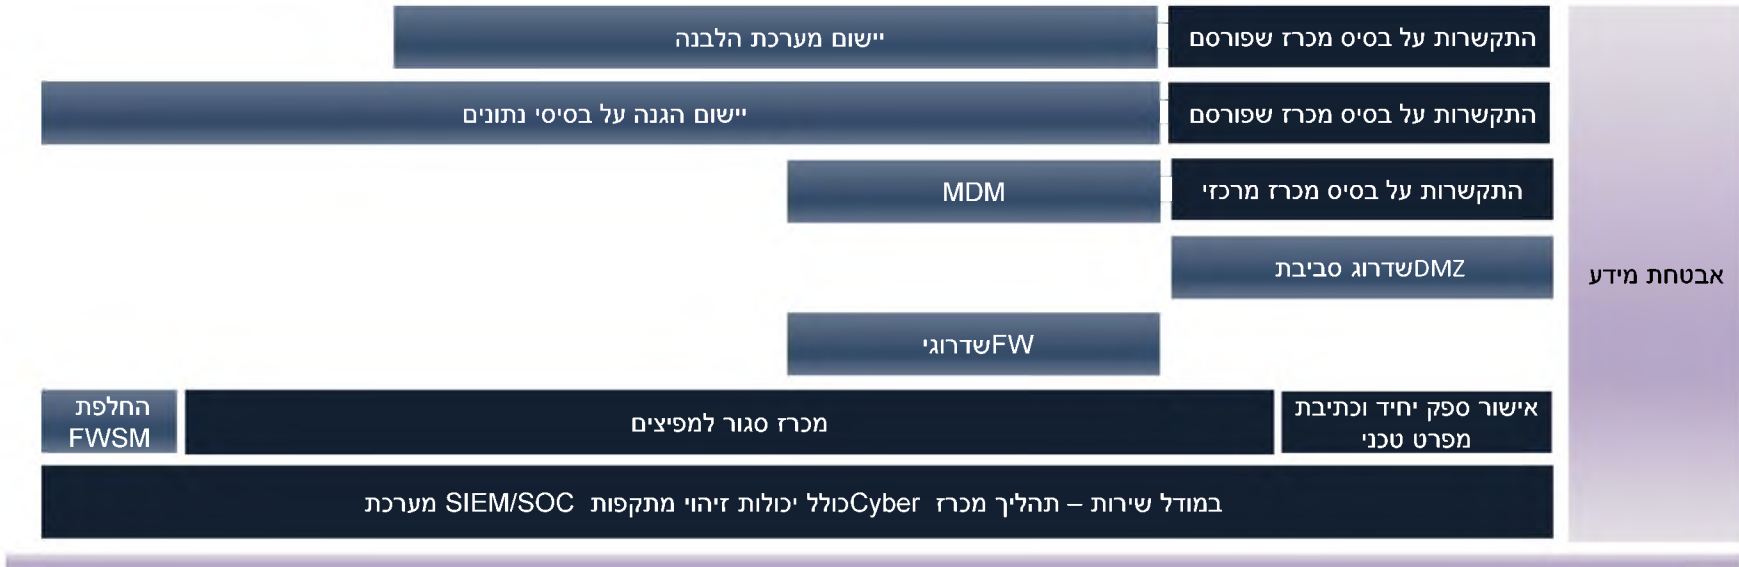 התקשרות על בסיס מכרז שפורסם
יישום מערכת הלבנה
התקשרות על בסיס מכרז שפורסם
יישום הגנה על בסיסי נתונים
התקשרות על בסיס מכרז מרכזי
MDM
שדרוג סביבתDMZ
אבטחת מידע
שדרוגיFW
אישור ספק יחיד וכתיבת
מפרט טכני
מכרז סגור למפיצים
החלפת
FWSM
מערכת SIEM/SOC כולל יכולות זיהוי מתקפותCyber במודל שירות – תהליך מכרז